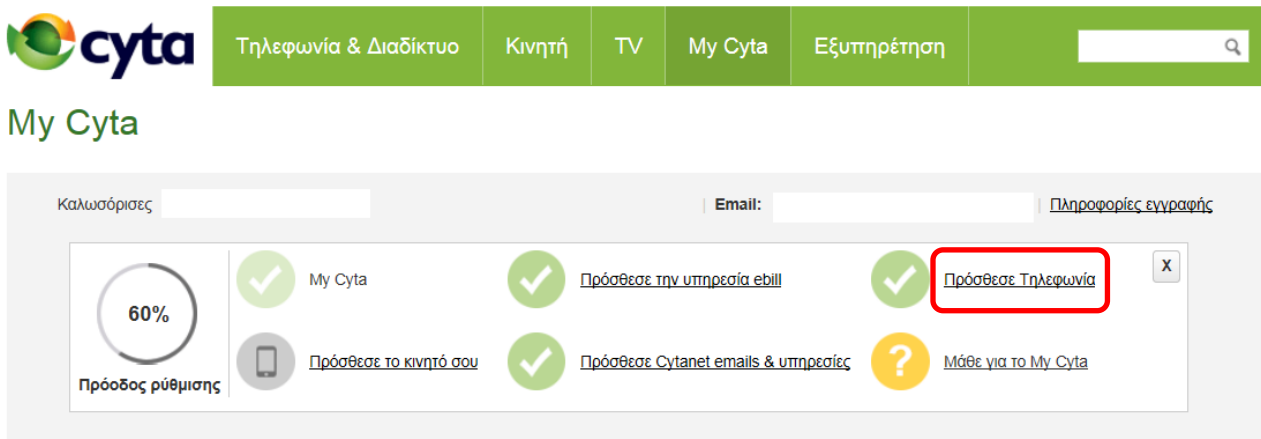 cyta
Τηλεφωνία & Διαδίκτυο Κινητή TV My Cyta Εξυπηρέτηση
My Cyta
Καλωσόρισες | Email: | Πληροφορίες εγγραφής
My Cyta Πρόσθεσε την υπηρεσία ebill Πρόσθεσε Τηλεφωνία X
60%
Πρόσθεσε το κινητό σου Πρόσθεσε Cytanet emails & υπηρεσίες ? Μάθε για το My Cyta
Πρόοδος ρύθμισης